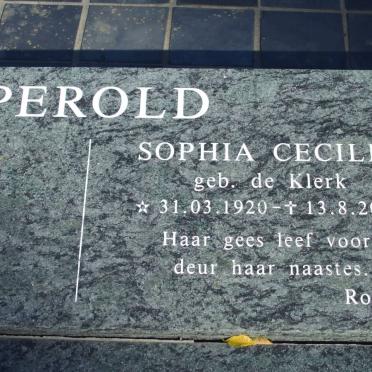 PEROLD
SOPHIA CECILI
geb. de Klerk
☆ 31.03.1920 - ✝ 13.8.20
Haar gees leef voor
deur haar naastes.
Ro